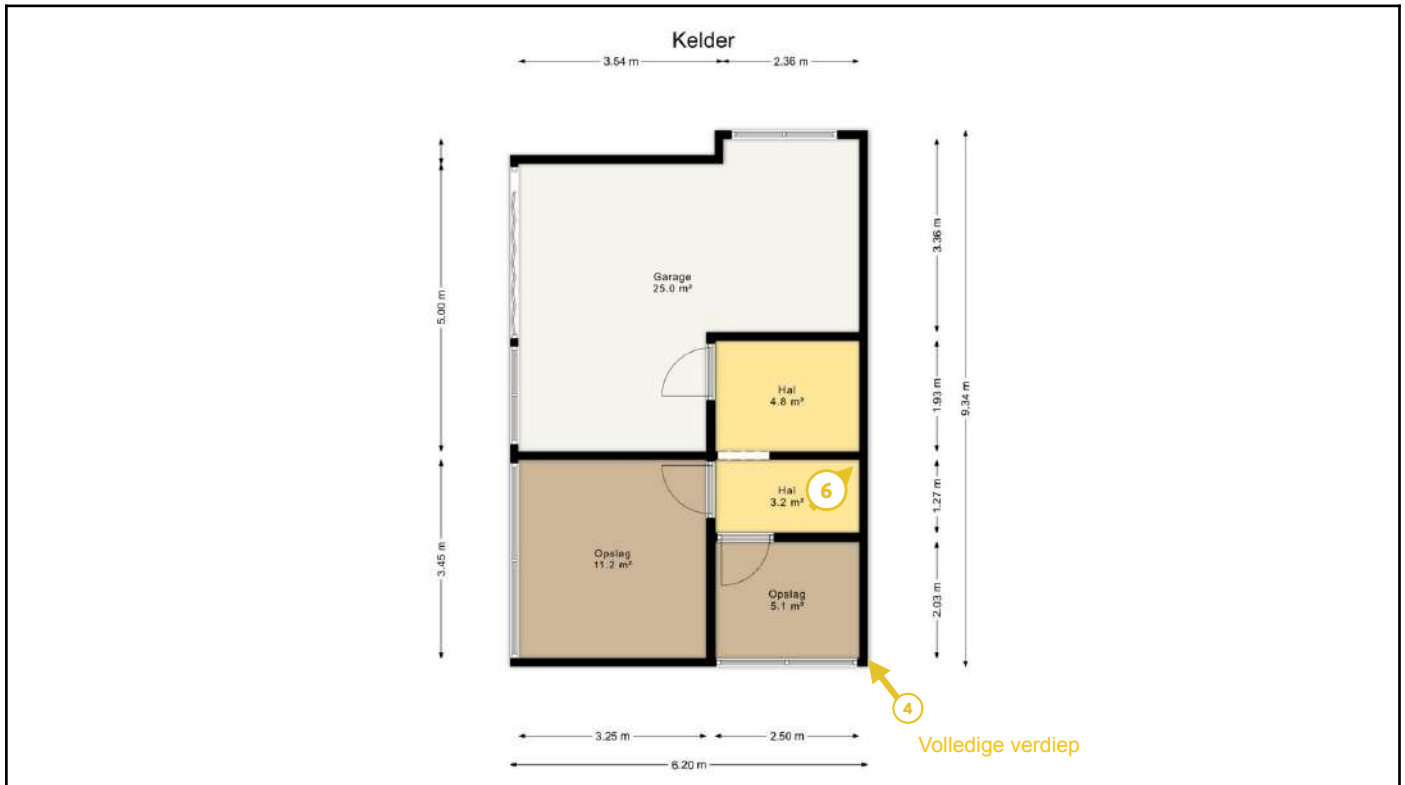 Kelder
3.54 m
2.36 m
5.00 m
3.36 m
Garage
25.0 m²
1.93 m
9.34 m
Hal
4.8 m²
3.45 m
Hal
3.2 m²
6
1.27 m
Opslag
11.2 m²
Opslag
5.1 m²
2.03 m
4
Volledige verdiep
3.25 m
2.50 m
6.20 m